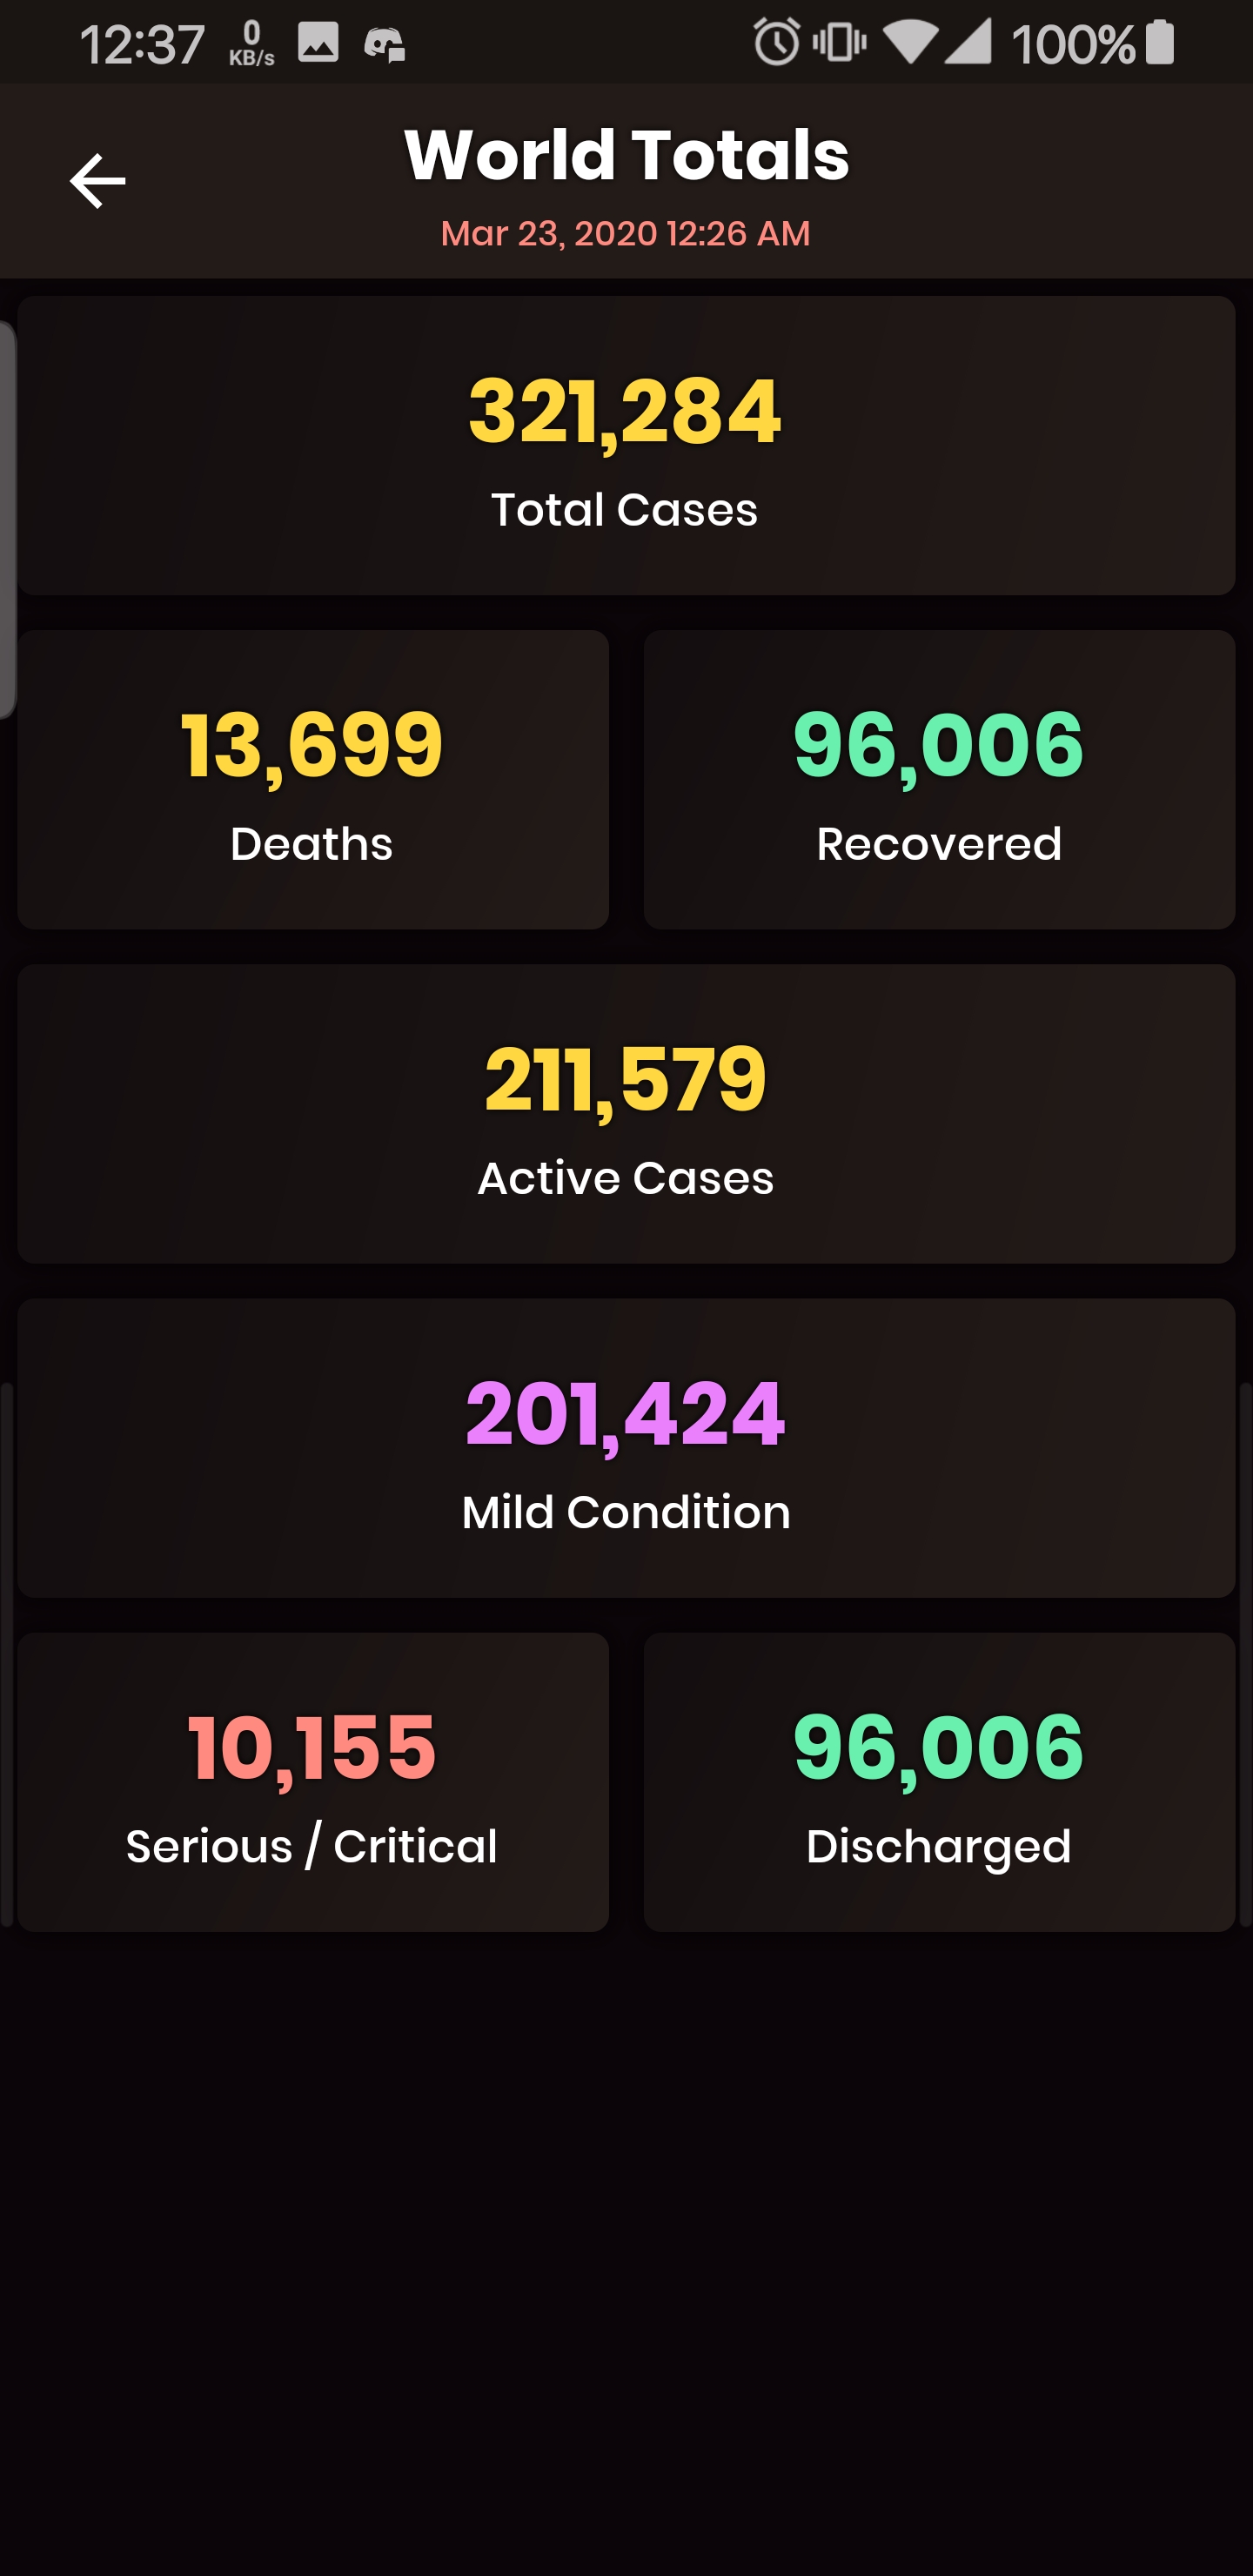 12:37 0 KB/s 100%
World Totals
Mar 23, 2020 12:26 AM
321,284
Total Cases
13,699 96,006
Deaths Recovered
211,579
Active Cases
201,424
Mild Condition
10,155 96,006
Serious / Critical Discharged